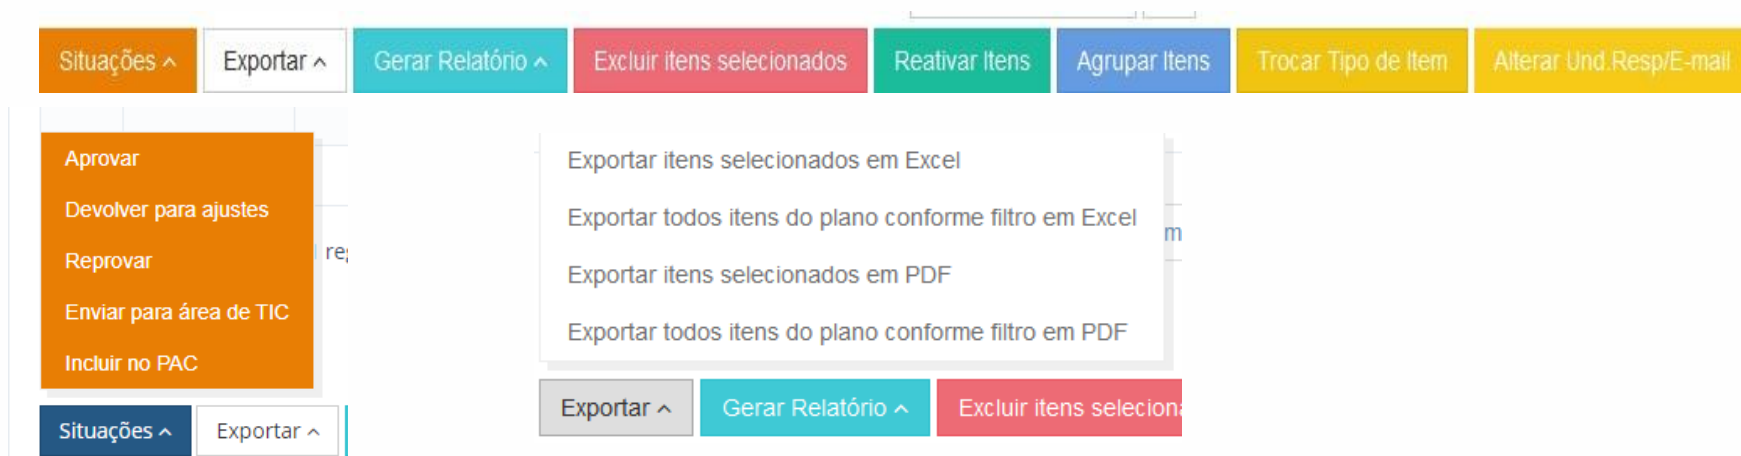 Situações Exportar Gerar Relatório Excluir itens selecionados Reativar Itens Agrupar Itens Trocar Tipo de Item Alterar Und.Resp/E-mail
Aprovar
Devolver para ajustes
Reprovar
Enviar para área de TIC
Incluir no PAC
Situações Exportar
Exportar itens selecionados em Excel
Exportar todos itens do plano conforme filtro em Excel
Exportar itens selecionados em PDF
Exportar todos itens do plano conforme filtro em PDF
Exportar Gerar Relatório Excluir itens